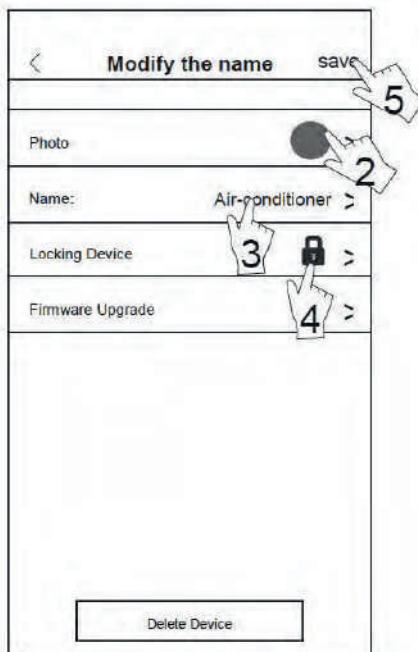 < Modify the name save
5
Photo
2
Name: Air-conditioner >
3
Locking Device >
4
Firmware Upgrade >
Delete Device